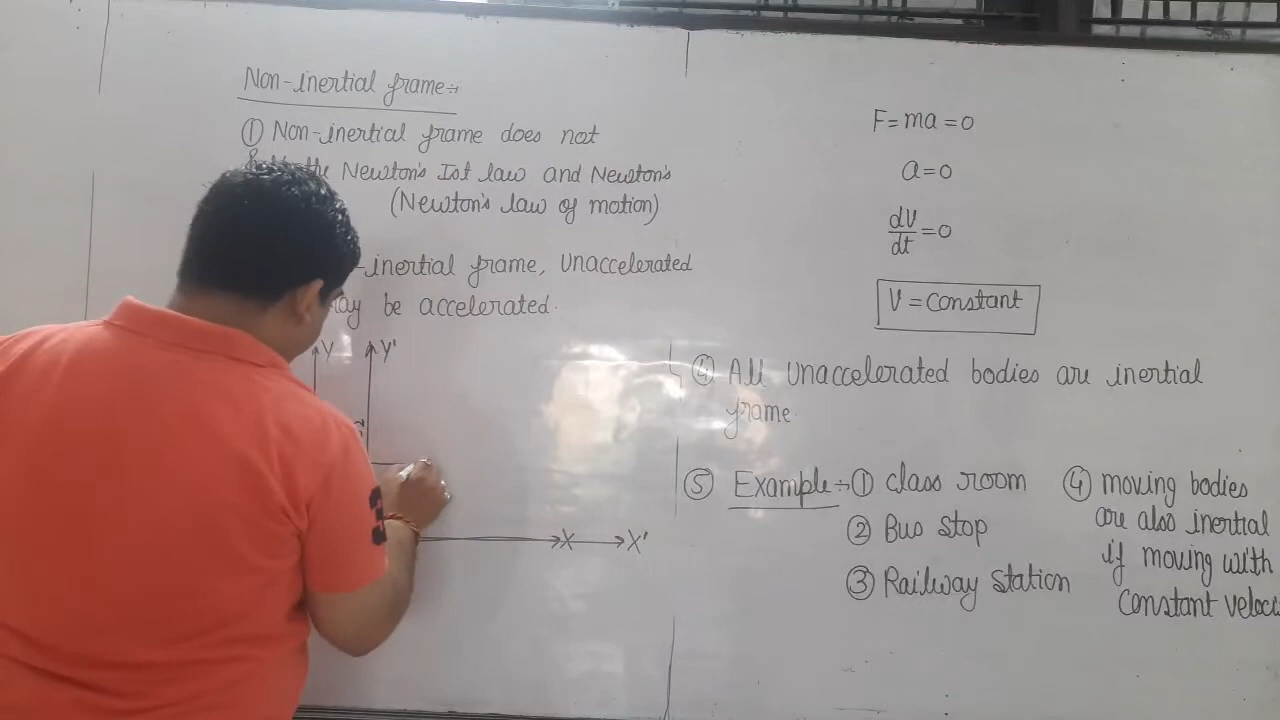 Non-inertial frame:-
① Non-inertial frame does not
the Newton's Ist law and Newton's
(Newton's law of motion)
-inertial frame, Unaccelerated
may be accelerated.
Y Y'
X X'
3
F=ma=0
a=0
dV/dt=0
V=constant
④ All unaccelerated bodies are inertial
frame.
⑤ Example:- ① class room
② Bus stop
③ Railway station
④ moving bodies
are also inertial
if moving with
constant veloc